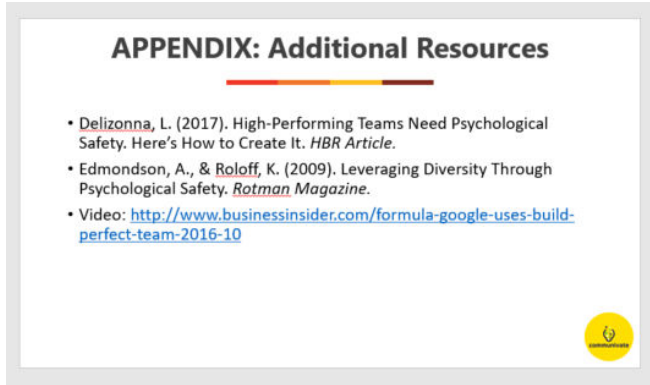 APPENDIX: Additional Resources
• Delizonna, L. (2017). High-Performing Teams Need Psychological
Safety. Here’s How to Create It. HBR Article.
• Edmondson, A., & Roloff, K. (2009). Leveraging Diversity Through
Psychological Safety. Rotman Magazine.
• Video: http://www.businessinsider.com/formula-google-uses-build-
perfect-team-2016-10
communivate